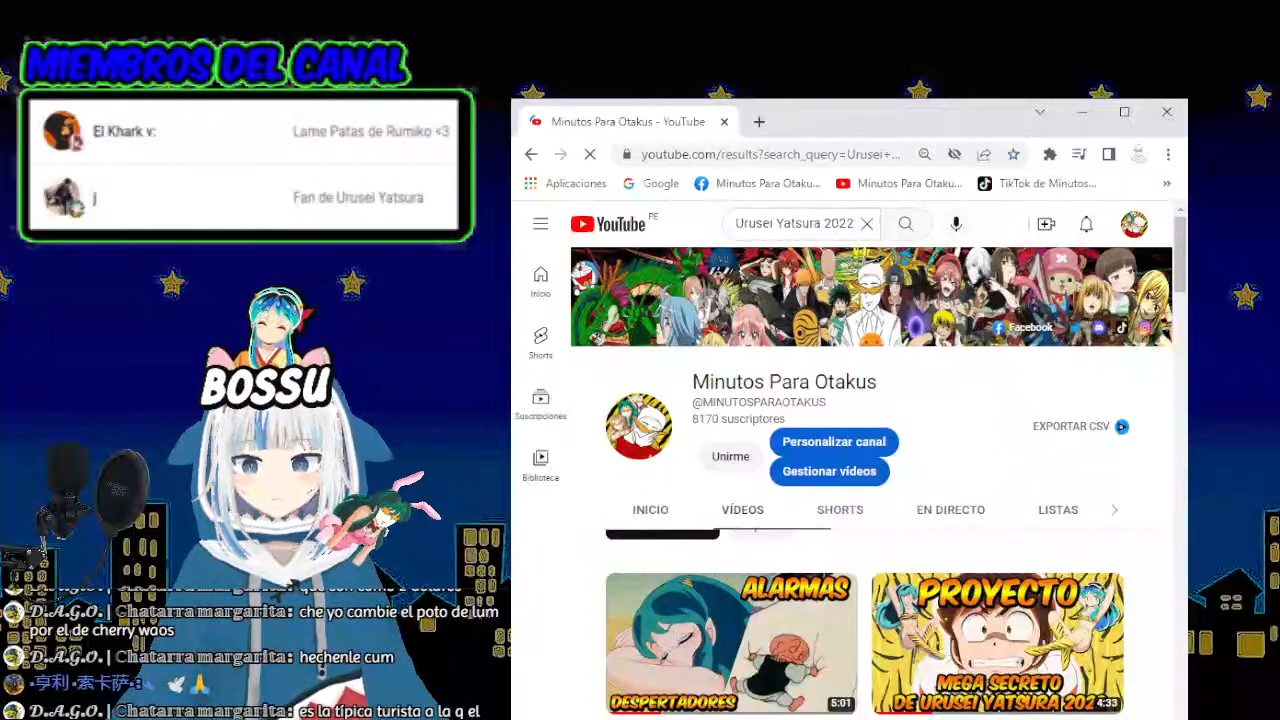 MIEMBROS DEL CANAL
El Khark v: Lame Patas de Rumiko <3
j Fan de Urusei Yatsura
BOSSU
D.A.G.O. | Chatarra margarita: che yo cambie el poto de lum
por el de cherry waos
D.A.G.O. | Chatarra margarita: hechenle cum
D.A.G.O. | Chatarra margarita: es la típica turista a la q el
Minutos Para Otakus - YouTube
youtube.com/results?search_query=Urusei+...
Aplicaciones Google Minutos Para Otaku... Minutos Para Otaku... TikTok de Minutos... »
YouTube PE Urusei Yatsura 2022
Inicio
Shorts
Suscripciones
Biblioteca
Facebook
Minutos Para Otakus
@MINUTOSPARAOTAKUS
8170 suscriptores
EXPORTAR CSV
Unirme
Personalizar canal
Gestionar vídeos
INICIO VÍDEOS SHORTS EN DIRECTO LISTAS
ALARMAS
DESPERTADORES
5:01
PROYECTO
MEGA SECRETO
DE URUSEI YATSURA
4:33